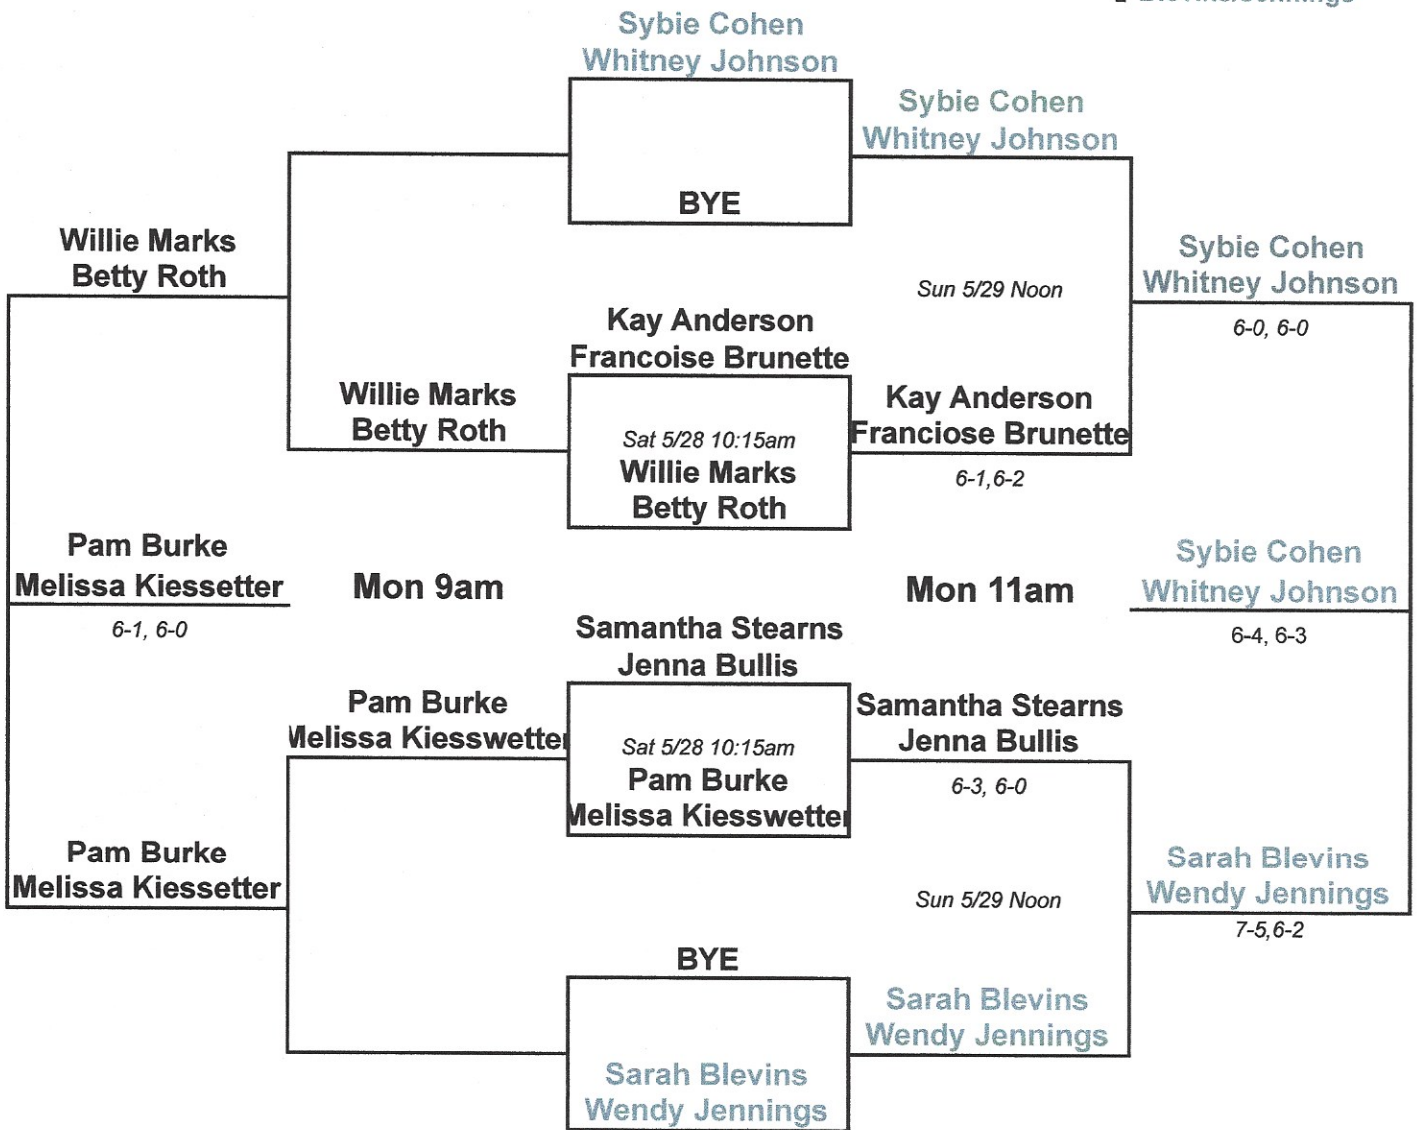 Sybie Cohen
Whitney Johnson
Sybie Cohen
Whitney Johnson
BYE
Willie Marks
Betty Roth
Sybie Cohen
Whitney Johnson
Sun 5/29 Noon
6-0, 6-0
Kay Anderson
Francoise Brunette
Willie Marks
Betty Roth
Kay Anderson
Franciose Brunette
Sat 5/28 10:15am
Willie Marks
Betty Roth
6-1,6-2
Pam Burke
Melissa Kiessetter
6-1, 6-0
Mon 9am
Mon 11am
Sybie Cohen
Whitney Johnson
6-4, 6-3
Samantha Stearns
Jenna Bullis
Pam Burke
Melissa Kiesswetter
Samantha Stearns
Jenna Bullis
Sat 5/28 10:15am
Pam Burke
Melissa Kiesswetter
6-3, 6-0
Pam Burke
Melissa Kiessetter
Sarah Blevins
Wendy Jennings
Sun 5/29 Noon
7-5,6-2
BYE
Sarah Blevins
Wendy Jennings
Sarah Blevins
Wendy Jennings